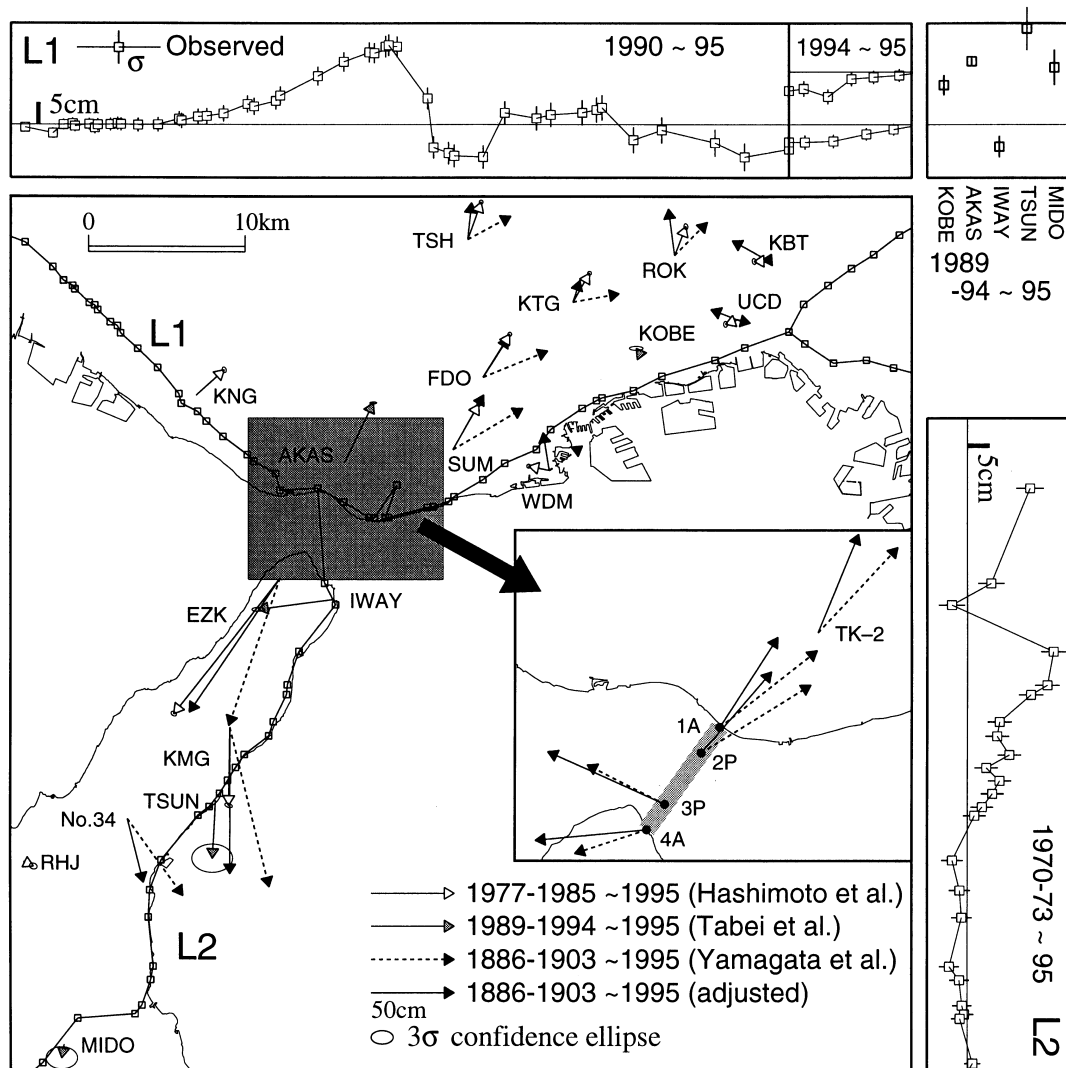 L1
Observed
σ
1990 ~ 95
1994 ~ 95
5cm
KOBE
AKAS
IWAY
TSUN
MIDO
1989
-94 ~ 95
0
10km
TSH
ROK
KBT
KTG
UCD
KOBE
L1
KNG
FDO
AKAS
SUM
WDM
5cm
EZK
IWAY
TK–2
1A
2P
3P
4A
KMG
TSUN
No.34
RHJ
1970-73 ~ 95
L2
L2
1977-1985 ~1995 (Hashimoto et al.)
1989-1994 ~1995 (Tabei et al.)
1886-1903 ~1995 (Yamagata et al.)
1886-1903 ~1995 (adjusted)
50cm
3σ confidence ellipse
MIDO